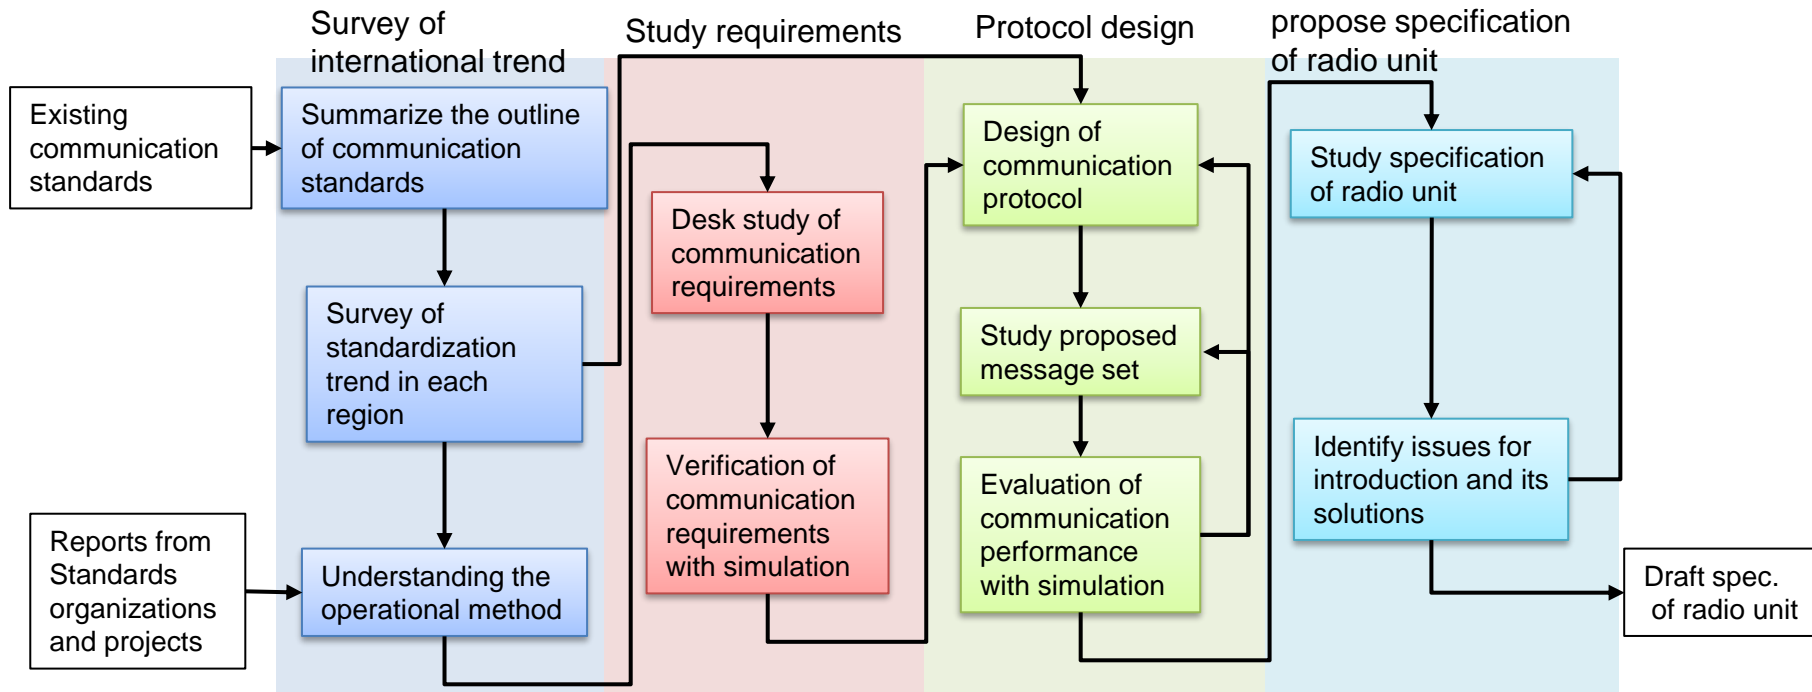 Survey of
international trend
Study requirements
Protocol design
propose specification
of radio unit
Existing
communication
standards
Summarize the outline
of communication
standards
Survey of
standardization
trend in each
region
Reports from
Standards
organizations
and projects
Understanding the
operational method
Desk study of
communication
requirements
Verification of
communication
requirements
with simulation
Design of
communication
protocol
Study proposed
message set
Evaluation of
communication
performance
with simulation
Study specification
of radio unit
Identify issues for
introduction and its
solutions
Draft spec.
of radio unit